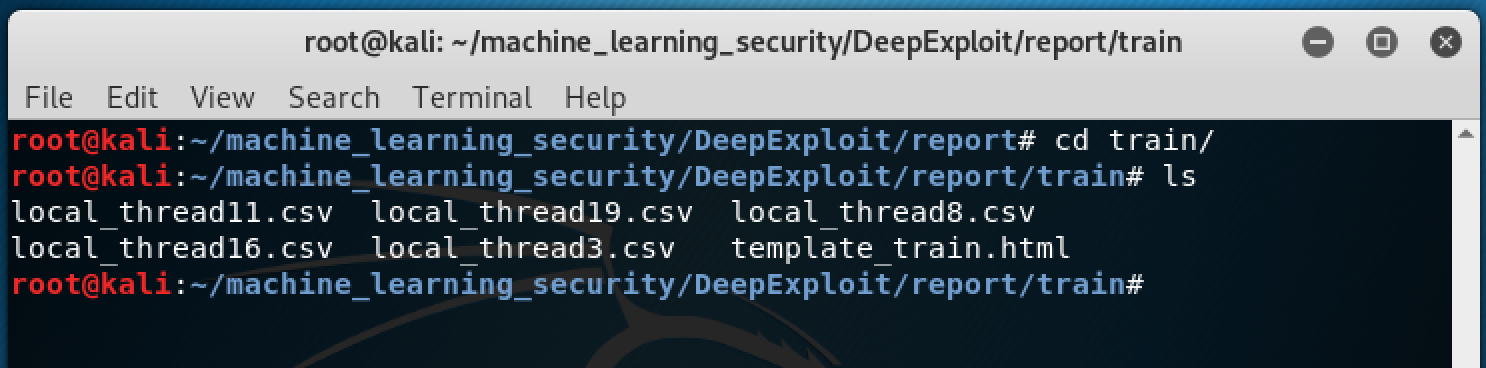 root@kali: ~/machine_learning_security/DeepExploit/report/train
File Edit View Search Terminal Help
root@kali:~/machine_learning_security/DeepExploit/report# cd train/
root@kali:~/machine_learning_security/DeepExploit/report/train# ls
local_thread11.csv local_thread19.csv local_thread8.csv
local_thread16.csv local_thread3.csv template_train.html
root@kali:~/machine_learning_security/DeepExploit/report/train#